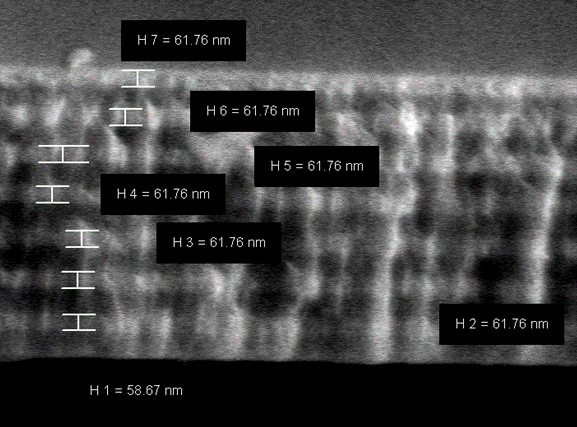 H 7 = 61.76 nm
H 6 = 61.76 nm
H 5 = 61.76 nm
H 4 = 61.76 nm
H 3 = 61.76 nm
H 2 = 61.76 nm
H 1 = 58.67 nm